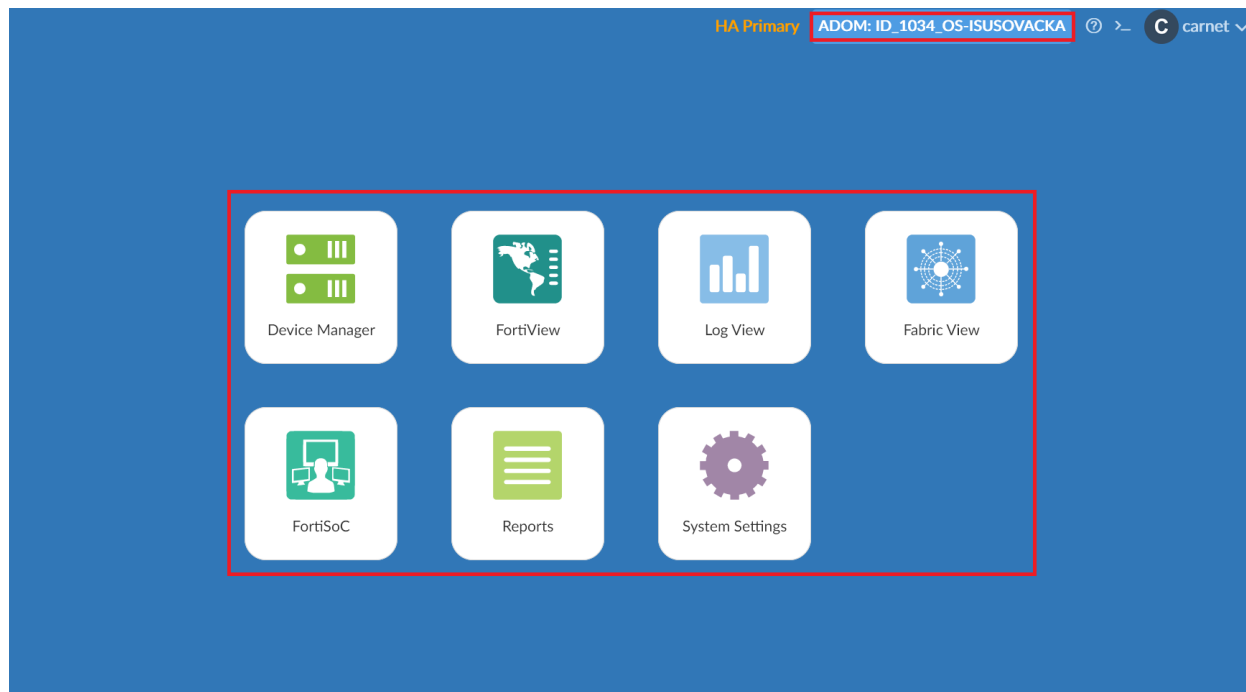 HA Primary ADOM: ID_1034_OS-ISUSOVACKA >_ C carnet
Device Manager FortiView Log View Fabric View
FortiSoC Reports System Settings